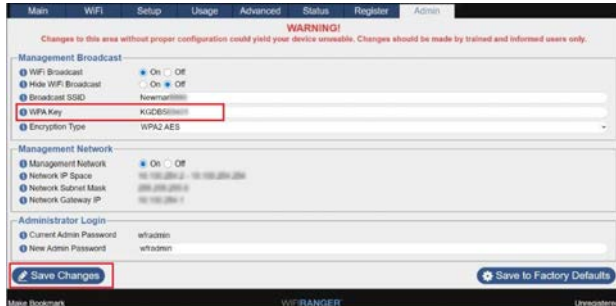 Main WiFi Setup Usage Advanced Status Register Admin
WARNING!
Changes to this area without proper configuration could yield your device unusable. Changes should be made by trained and informed users only.
Management Broadcast
WiFi Broadcast On Off
Hide WiFi Broadcast On Off
Broadcast SSID Newmar
WPA Key KGDB5
Encryption Type WPA2 AES
Management Network
Management Network On Off
Network IP Space
Network Subnet Mask
Network Gateway IP
Administrator Login
Current Admin Password wfradmin
New Admin Password wfradmin
Save Changes Save to Factory Defaults
Make Bookmark WIFIRANGER Unregistered